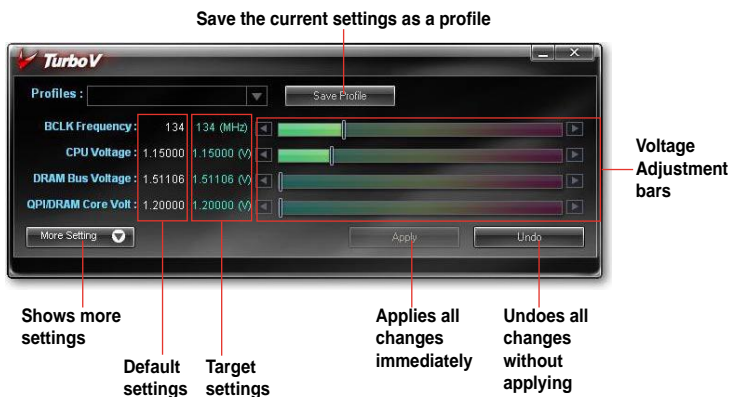 Save the current settings as a profile
TurboV
Profiles :
Save Profile
BCLK Frequency : 134 134 (MHz)
CPU Voltage : 1.15000 1.15000 (V)
DRAM Bus Voltage : 1.51106 1.51106 (V)
QPI/DRAM Core Volt : 1.20000 1.20000 (V)
Voltage
Adjustment
bars
More Setting Apply Undo
Shows more
settings
Default
settings
Target
settings
Applies all
changes
immediately
Undoes all
changes
without
applying